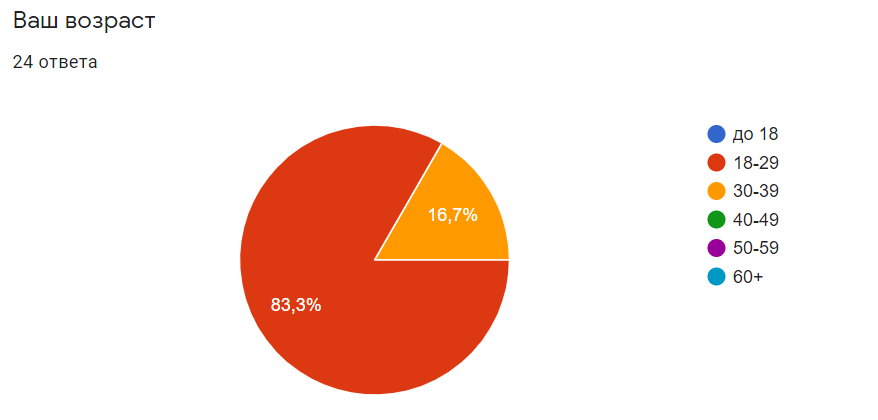 Ваш возраст
24 ответа
16,7%
83,3%
до 18
18-29
30-39
40-49
50-59
60+